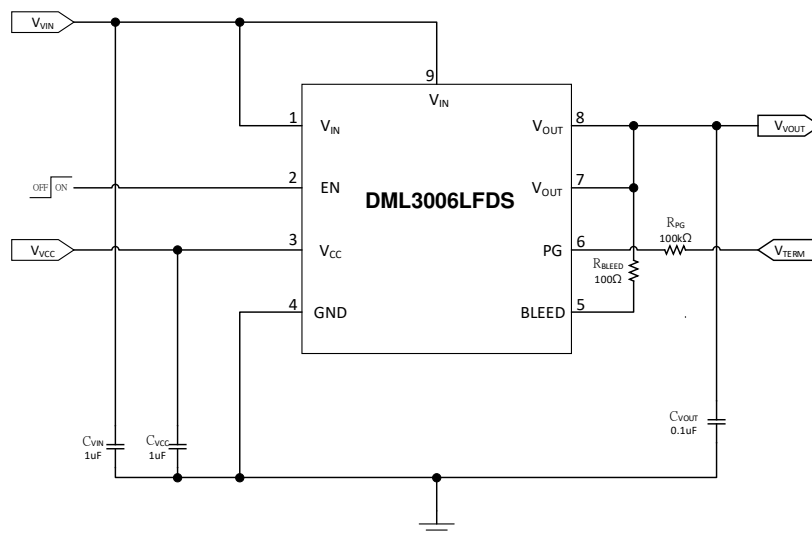 VVIN
9
VIN
1
VIN
VOUT
8
VVOUT
OFF
ON
2
EN
DML3006LFDS
VOUT
7
RPG
100kΩ
VVCC
3
VCC
PG
6
VTERM
RBLEED
100Ω
4
GND
BLEED
5
CVIN
1uF
CVCC
1uF
CVOUT
0.1uF